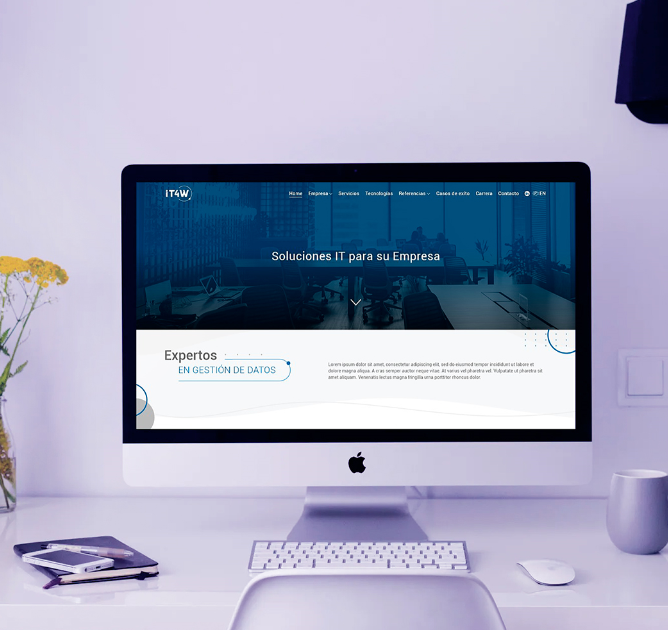 iT4W
Home Empresa Servicios Tecnologías Referencias Casos de exito Carrera Contacto EN
Soluciones IT para su Empresa
Expertos
EN GESTIÓN DE DATOS
Lorem ipsum dolor sit amet, consectetur adipiscing elit, sed do eiusmod tempor incididunt ut labore et
dolore magna aliqua. A cras semper auctor neque vitae. At varius vel pharetra vel. Vulputate ut pharetra sit
amet aliquam. Venenatis lectus magna fringilla urna porttitor rhoncus dolor.